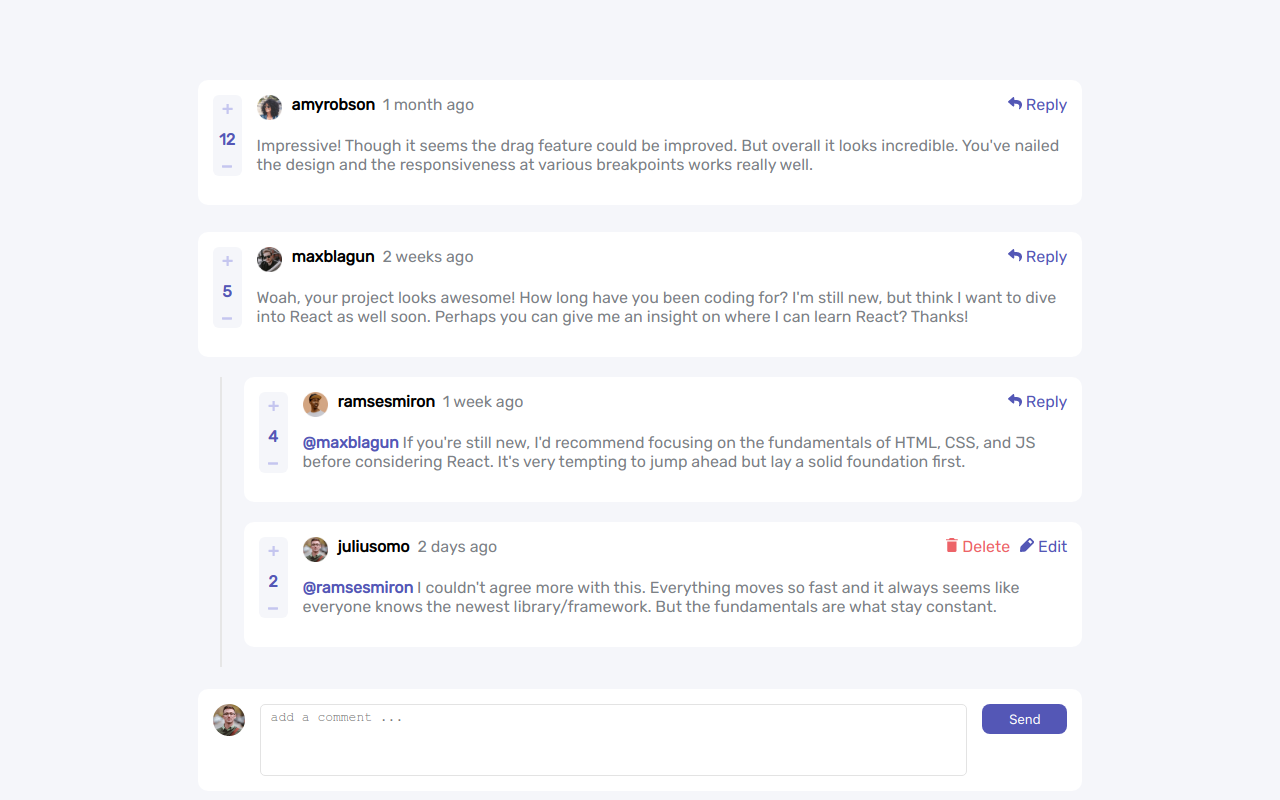 amyrobson 1 month ago Reply
+
12
−
Impressive! Though it seems the drag feature could be improved. But overall it looks incredible. You've nailed
the design and the responsiveness at various breakpoints works really well.
maxblagun 2 weeks ago Reply
+
5
−
Woah, your project looks awesome! How long have you been coding for? I'm still new, but think I want to dive
into React as well soon. Perhaps you can give me an insight on where I can learn React? Thanks!
ramsesmiron 1 week ago Reply
+
4
−
@maxblagun If you're still new, I'd recommend focusing on the fundamentals of HTML, CSS, and JS
before considering React. It's very tempting to jump ahead but lay a solid foundation first.
juliusomo 2 days ago Delete Edit
+
2
−
@ramsesmiron I couldn't agree more with this. Everything moves so fast and it always seems like
everyone knows the newest library/framework. But the fundamentals are what stay constant.
add a comment ... Send